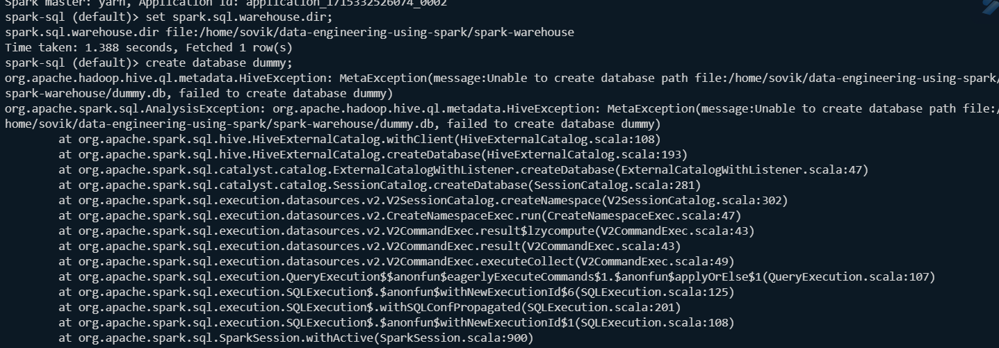 Spark master: yarn, Application Id: application_1715332526074_0002
spark-sql (default)> set spark.sql.warehouse.dir;
spark.sql.warehouse.dir file:/home/sovik/data-engineering-using-spark/spark-warehouse
Time taken: 1.388 seconds, Fetched 1 row(s)
spark-sql (default)> create database dummy;
org.apache.hadoop.hive.ql.metadata.HiveException: MetaException(message:Unable to create database path file:/home/sovik/data-engineering-using-spark/
spark-warehouse/dummy.db, failed to create database dummy)
org.apache.spark.sql.AnalysisException: org.apache.hadoop.hive.ql.metadata.HiveException: MetaException(message:Unable to create database path file:/
home/sovik/data-engineering-using-spark/spark-warehouse/dummy.db, failed to create database dummy)
at org.apache.spark.sql.hive.HiveExternalCatalog.withClient(HiveExternalCatalog.scala:108)
at org.apache.spark.sql.hive.HiveExternalCatalog.createDatabase(HiveExternalCatalog.scala:193)
at org.apache.spark.sql.catalyst.catalog.ExternalCatalogWithListener.createDatabase(ExternalCatalogWithListener.scala:47)
at org.apache.spark.sql.catalyst.catalog.SessionCatalog.createDatabase(SessionCatalog.scala:281)
at org.apache.spark.sql.execution.datasources.v2.V2SessionCatalog.createNamespace(V2SessionCatalog.scala:302)
at org.apache.spark.sql.execution.datasources.v2.CreateNamespaceExec.run(CreateNamespaceExec.scala:47)
at org.apache.spark.sql.execution.datasources.v2.V2CommandExec.result$lzycompute(V2CommandExec.scala:43)
at org.apache.spark.sql.execution.datasources.v2.V2CommandExec.result(V2CommandExec.scala:43)
at org.apache.spark.sql.execution.datasources.v2.V2CommandExec.executeCollect(V2CommandExec.scala:49)
at org.apache.spark.sql.execution.QueryExecution$$anonfun$eagerlyExecuteCommands$1.$anonfun$applyOrElse$1(QueryExecution.scala:107)
at org.apache.spark.sql.execution.SQLExecution$.$anonfun$withNewExecutionId$6(SQLExecution.scala:125)
at org.apache.spark.sql.execution.SQLExecution$.withSQLConfPropagated(SQLExecution.scala:201)
at org.apache.spark.sql.execution.SQLExecution$.$anonfun$withNewExecutionId$1(SQLExecution.scala:108)
at org.apache.spark.sql.SparkSession.withActive(SparkSession.scala:900)